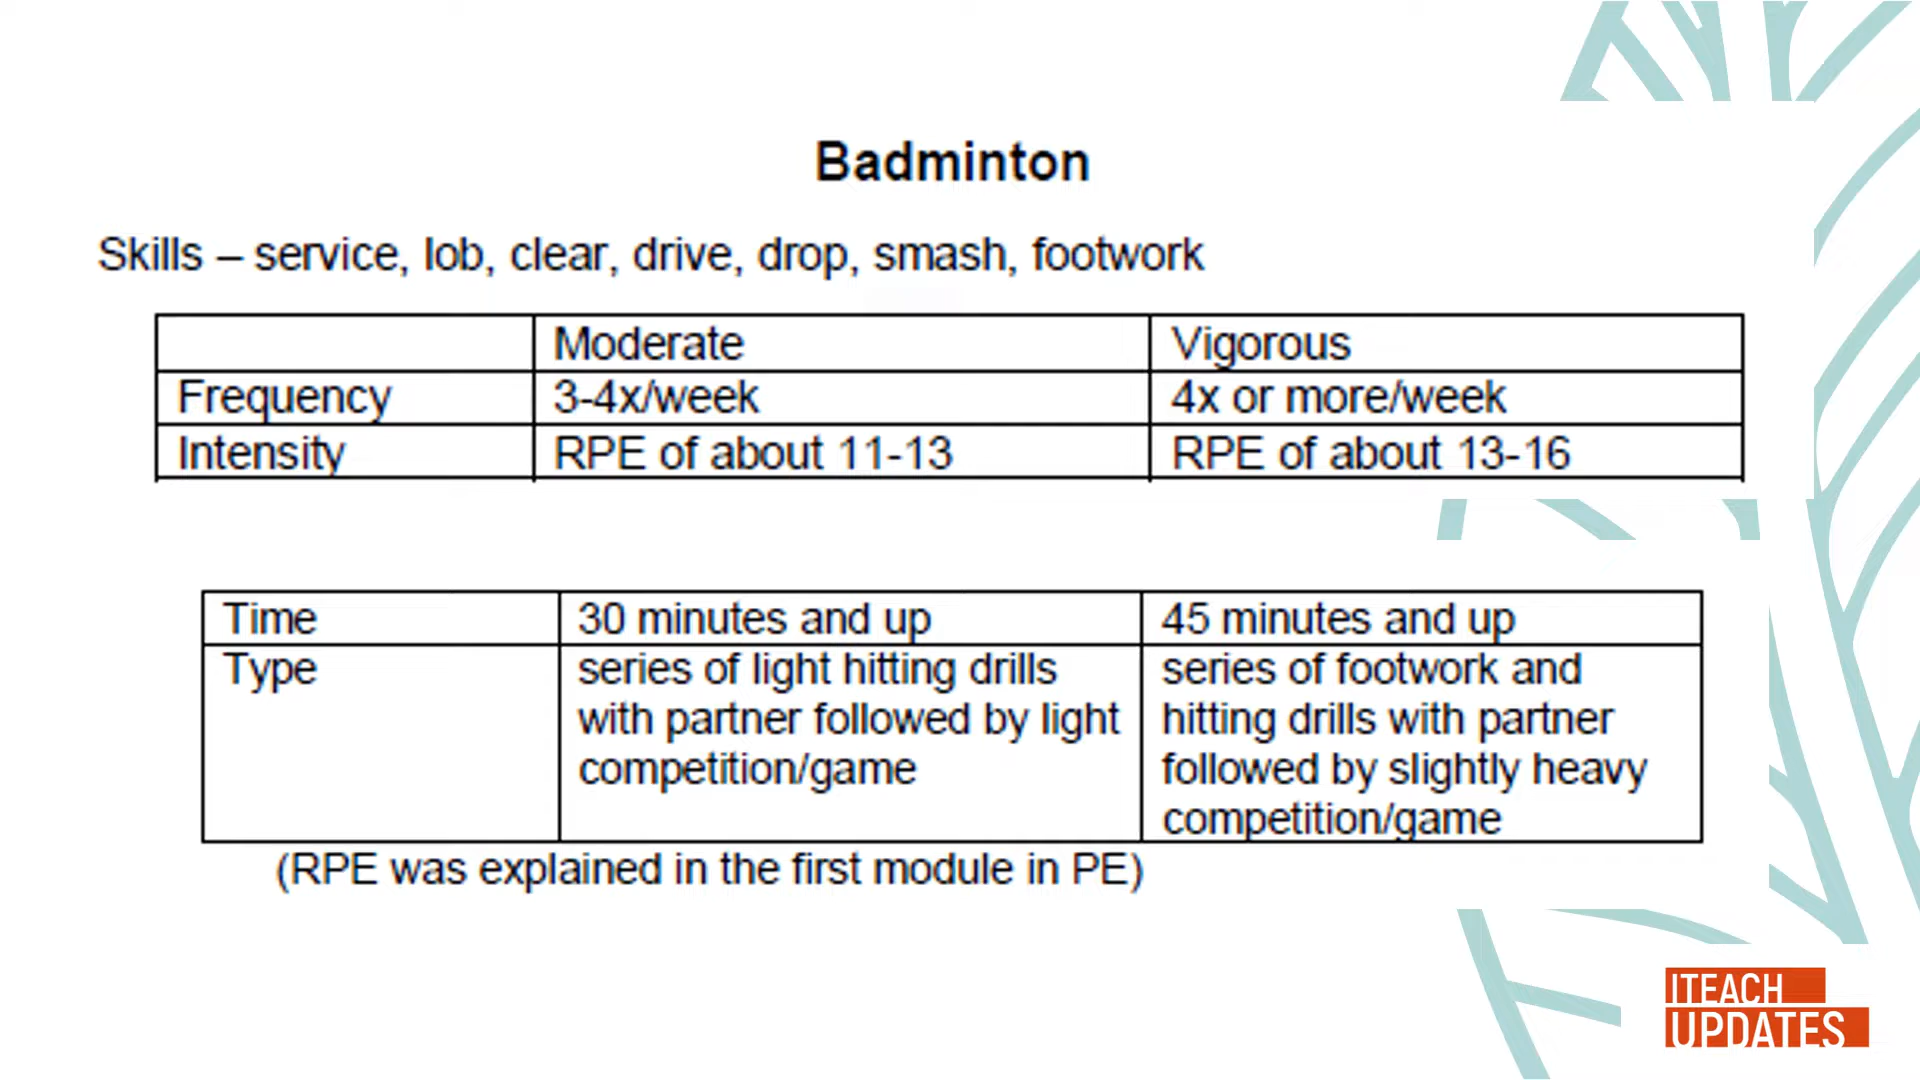 Badminton
Skills – service, lob, clear, drive, drop, smash, footwork
Moderate Vigorous
Frequency 3-4x/week 4x or more/week
Intensity RPE of about 11-13 RPE of about 13-16
Time 30 minutes and up 45 minutes and up
Type series of light hitting drills series of footwork and
with partner followed by light hitting drills with partner
competition/game followed by slightly heavy
competition/game
(RPE was explained in the first module in PE)
ITEACH
UPDATES